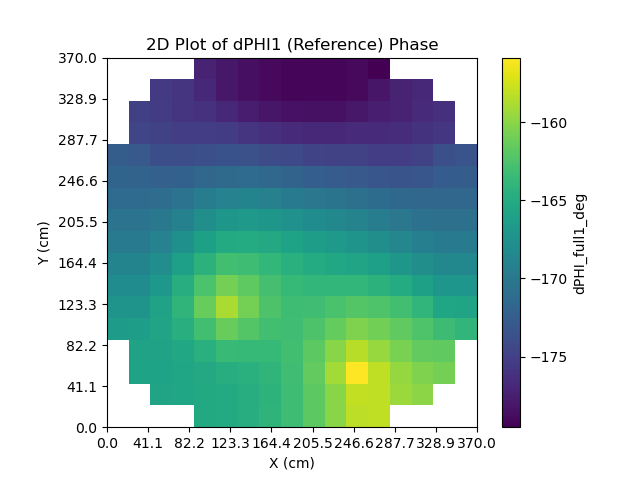 2D Plot of dPHI1 (Reference) Phase
370.0
328.9
287.7
246.6
205.5
164.4
123.3
82.2
41.1
0.0
Y (cm)
0.0 41.1 82.2 123.3 164.4 205.5 246.6 287.7 328.9 370.0
X (cm)
−160
−165
−170
−175
dPHI_full1_deg